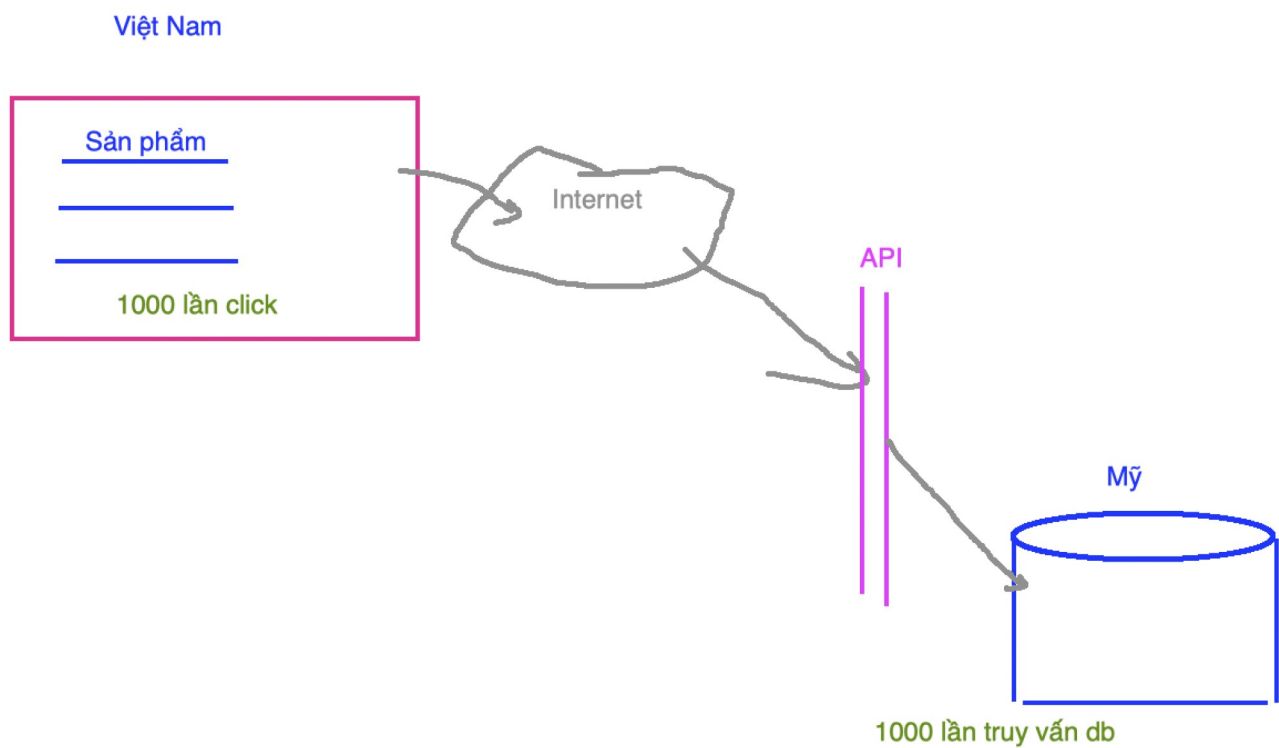 Việt Nam
Sản phẩm
1000 lần click
Internet
API
Mỹ
1000 lần truy vấn db